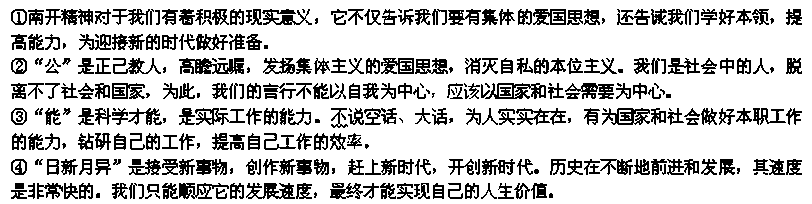 ①南开精神对于我们有著积极的现实意义，它不仅告诉我们要有集体的爱国思想，还告诫我们学好本领，提
高能力，为迎接新的时代做好准备。
②“公”是正己教人，高瞻远瞩，发扬集体主义的爱国思想，消灭自私的本位主义。我们是社会中的人，脱
离不了社会和国家，为此，我们的言行不能以自我为中心，应该以国家和社会需要为中心。
③“能”是科学才能，是实际工作的能力。不说空话、大话，为人实实在在，有为国家和社会做好本职工作
的能力，钻研自己的工作，提高自己工作的效率。
④“日新月异”是接受新事物，创作新事物，赶上新时代，开创新时代。历史在不断地前进和发展，其速度
是非常快的。我们只能顺应它的发展速度，最终才能实现自己的人生价值。